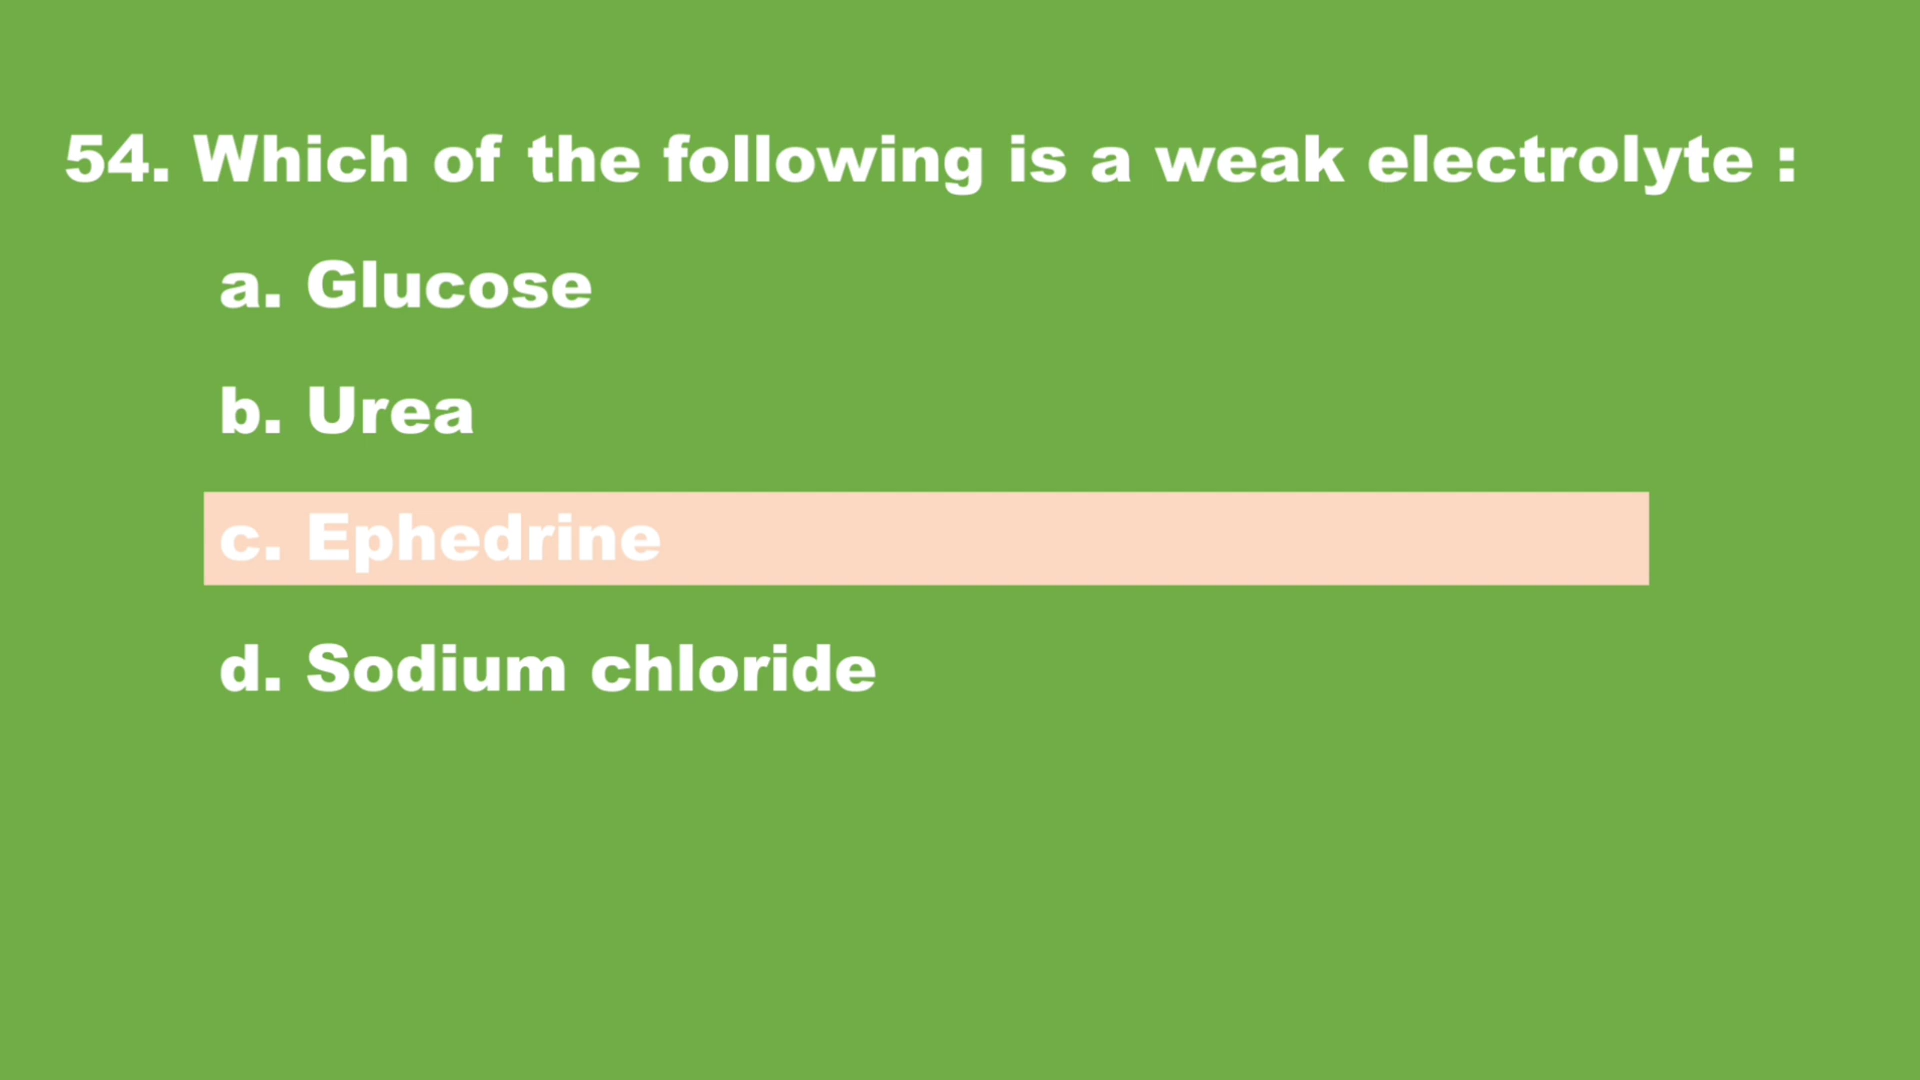 54. Which of the following is a weak electrolyte :
a. Glucose
b. Urea
c. Ephedrine
d. Sodium chloride